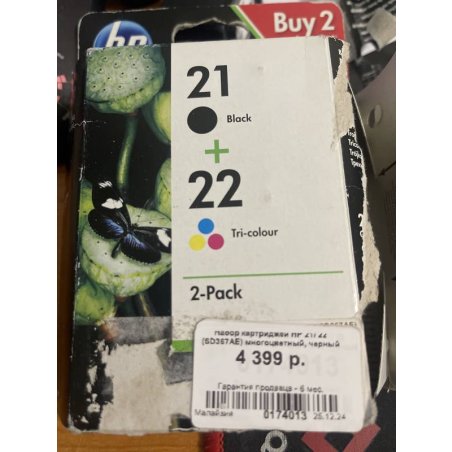 hp
Buy 2
21
Black
+
22
Tri-colour
2-Pack
Набор картриджей HP 21/22
(SD367AE) многоцветный, черный
4 399 р.
Гарантия продавца - 6 мес.
Малайзия 0174013 25.12.24